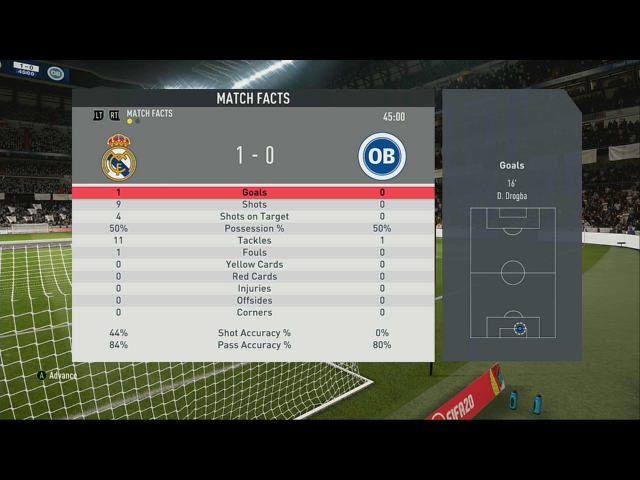 1-0
45:00
OB
MATCH FACTS
LT RT MATCH FACTS
45:00
1 - 0
OB
1 Goals 0
9 Shots 0
4 Shots on Target 0
50% Possession % 50%
11 Tackles 1
1 Fouls 0
0 Yellow Cards 0
0 Red Cards 0
0 Injuries 0
0 Offsides 0
0 Corners 0
44% Shot Accuracy % 0%
84% Pass Accuracy % 80%
Goals
16'
D. Drogba
A Advance
FIFA20